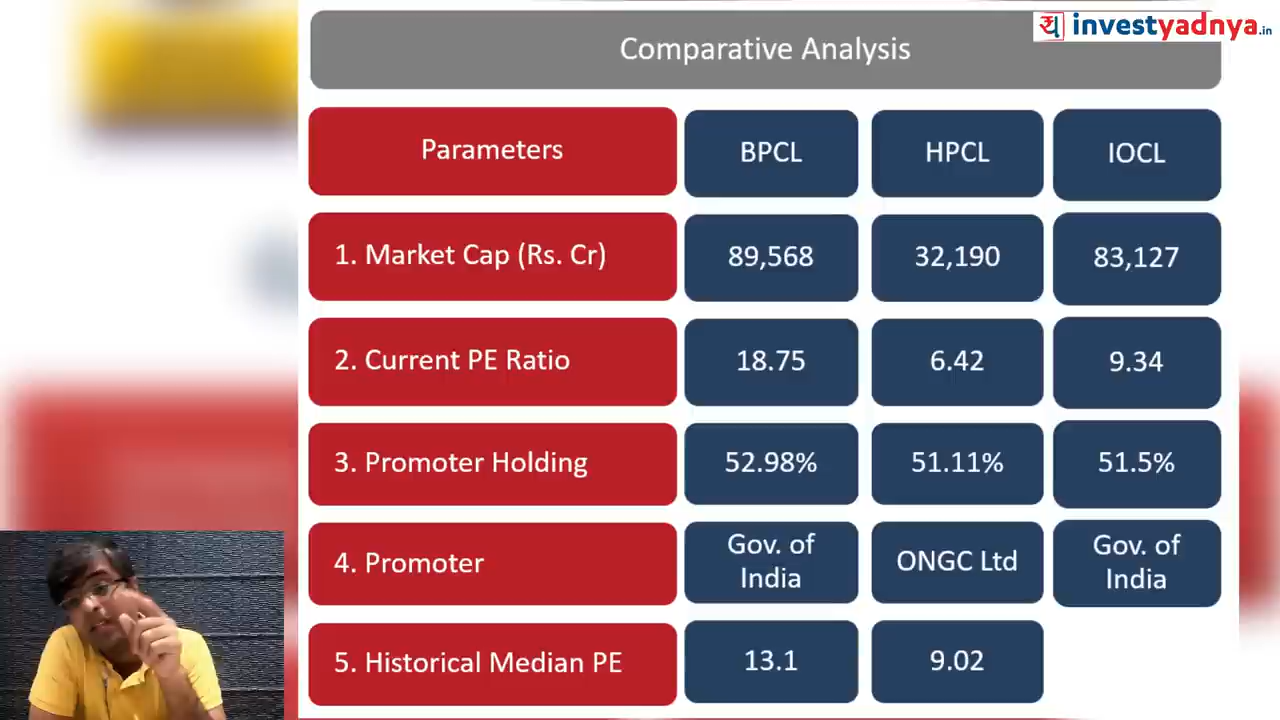 यु investyadnya.in
Comparative Analysis
Parameters BPCL HPCL IOCL
1. Market Cap (Rs. Cr) 89,568 32,190 83,127
2. Current PE Ratio 18.75 6.42 9.34
3. Promoter Holding 52.98% 51.11% 51.5%
4. Promoter Gov. of India ONGC Ltd Gov. of India
5. Historical Median PE 13.1 9.02